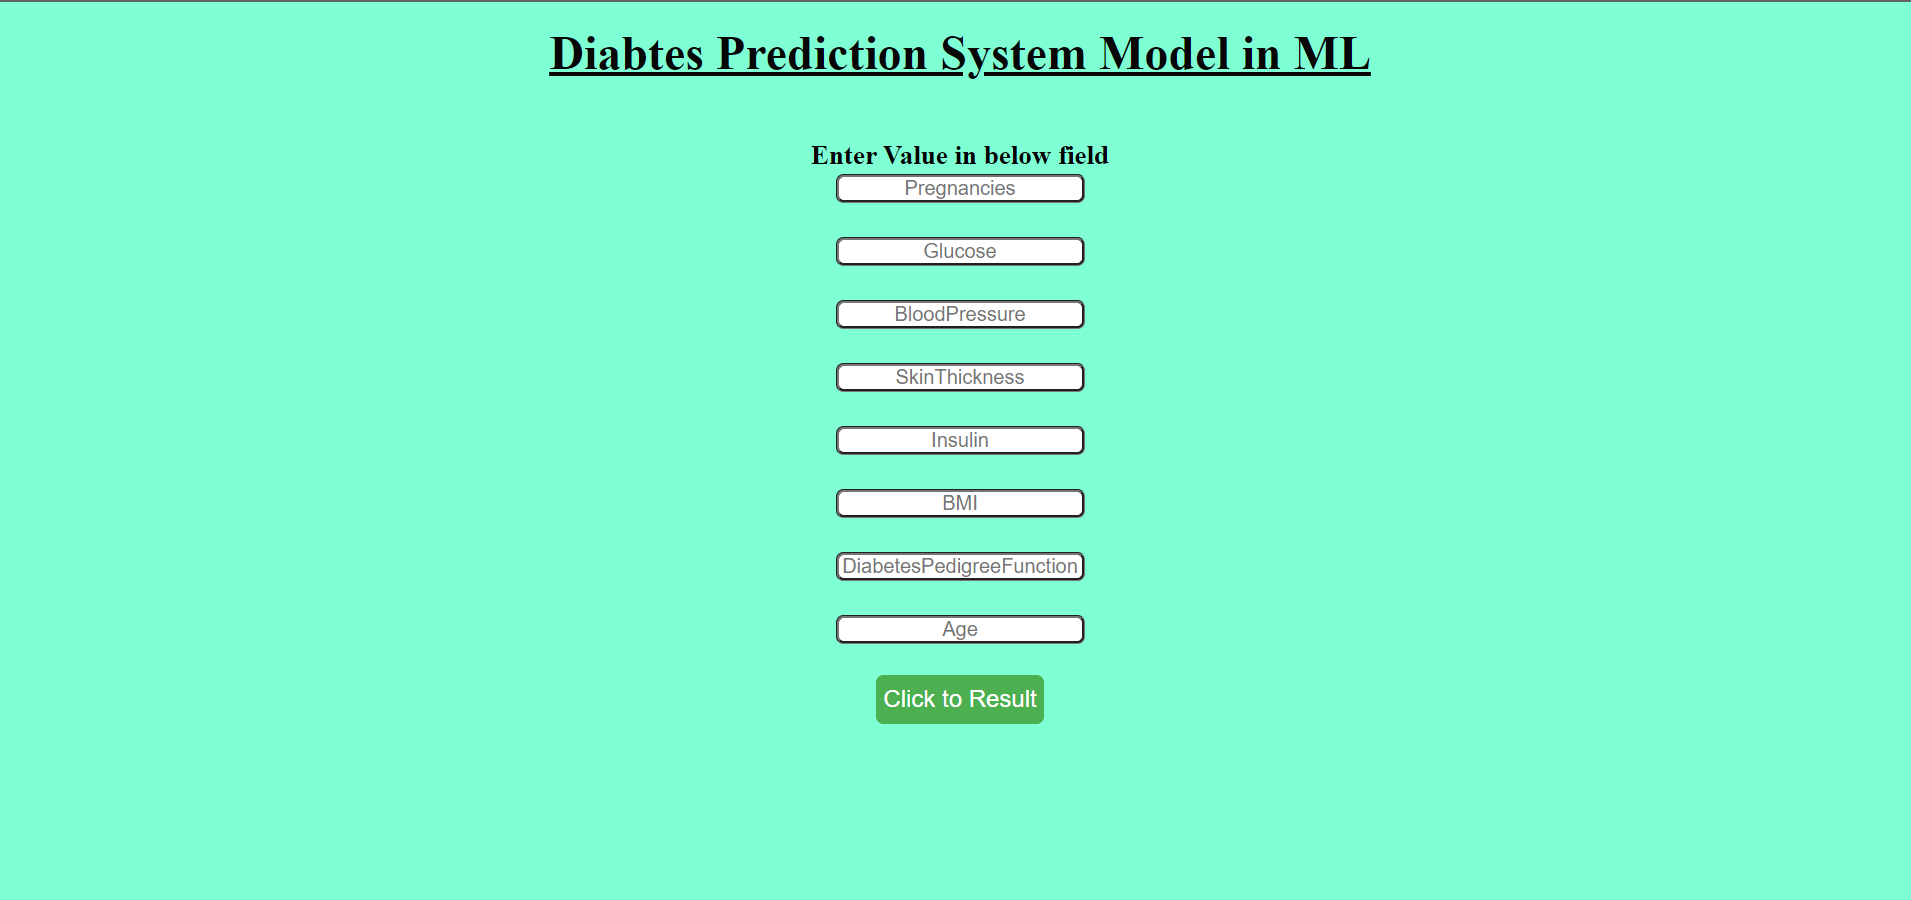 Diabtes Prediction System Model in ML
Enter Value in below field
Pregnancies
Glucose
BloodPressure
SkinThickness
Insulin
BMI
DiabetesPedigreeFunction
Age
Click to Result